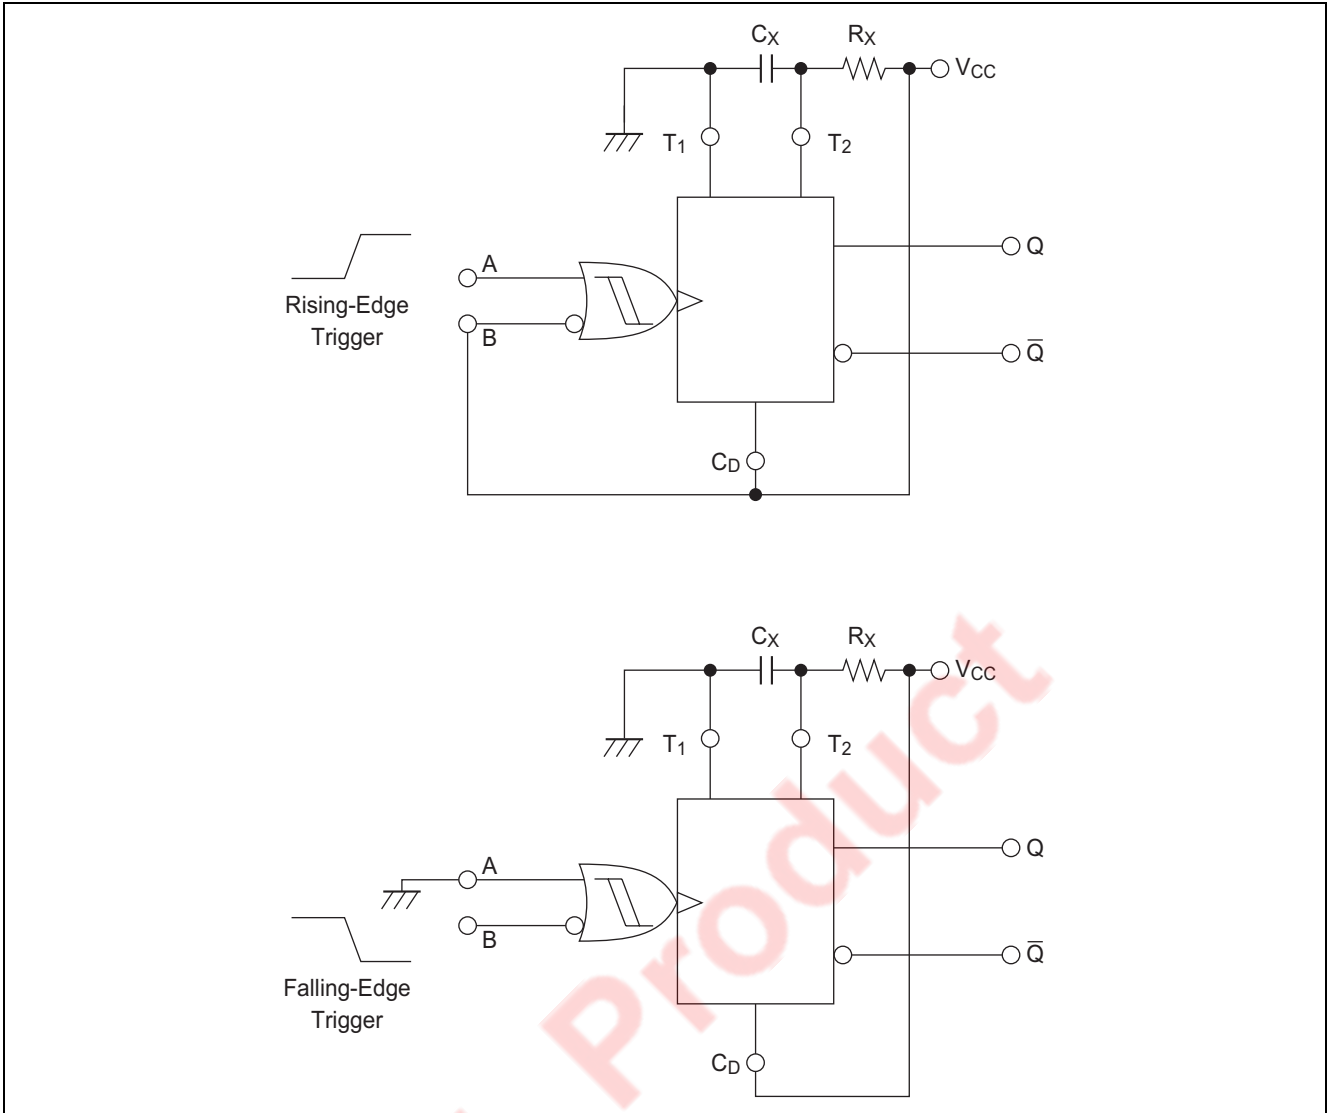 CX RX
VCC
T1 T2
A
B
Rising-Edge
Trigger
Q
Q̅
CD
CX RX
VCC
T1 T2
A
B
Falling-Edge
Trigger
Q
Q̅
CD
Product